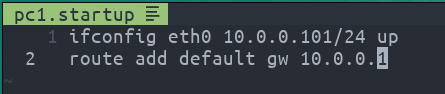 pc1.startup
1 ifconfig eth0 10.0.0.101/24 up
2 route add default gw 10.0.0.1
~